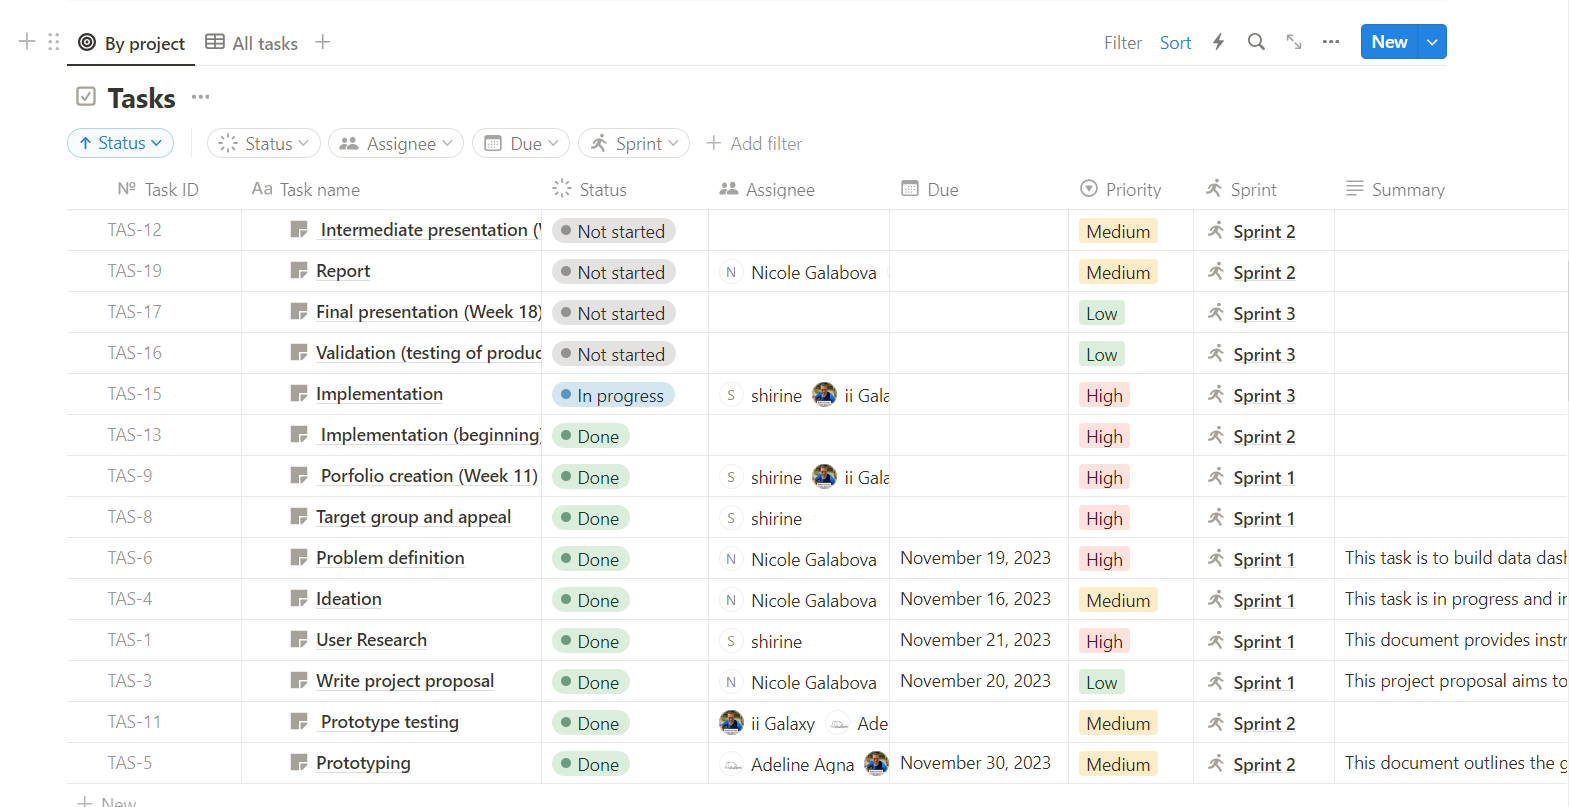 By project All tasks Filter Sort New
Tasks
Status Status Assignee Due Sprint Add filter
Nº Task ID Aa Task name Status Assignee Due Priority Sprint Summary
TAS-12 Intermediate presentation ( Not started Medium Sprint 2
TAS-19 Report Not started N Nicole Galabova Medium Sprint 2
TAS-17 Final presentation (Week 18) Not started Low Sprint 3
TAS-16 Validation (testing of produc Not started Low Sprint 3
TAS-15 Implementation In progress S shirine ii Gala High Sprint 3
TAS-13 Implementation (beginning) Done High Sprint 2
TAS-9 Porfolio creation (Week 11) Done S shirine ii Gala High Sprint 1
TAS-8 Target group and appeal Done S shirine High Sprint 1
TAS-6 Problem definition Done N Nicole Galabova November 19, 2023 High Sprint 1 This task is to build data dash
TAS-4 Ideation Done N Nicole Galabova November 16, 2023 Medium Sprint 1 This task is in progress and in
TAS-1 User Research Done S shirine November 21, 2023 High Sprint 1 This document provides instr
TAS-3 Write project proposal Done N Nicole Galabova November 20, 2023 Low Sprint 1 This project proposal aims to
TAS-11 Prototype testing Done ii Galaxy Ade Medium Sprint 2
TAS-5 Prototyping Done Adeline Agna November 30, 2023 Medium Sprint 2 This document outlines the g
New